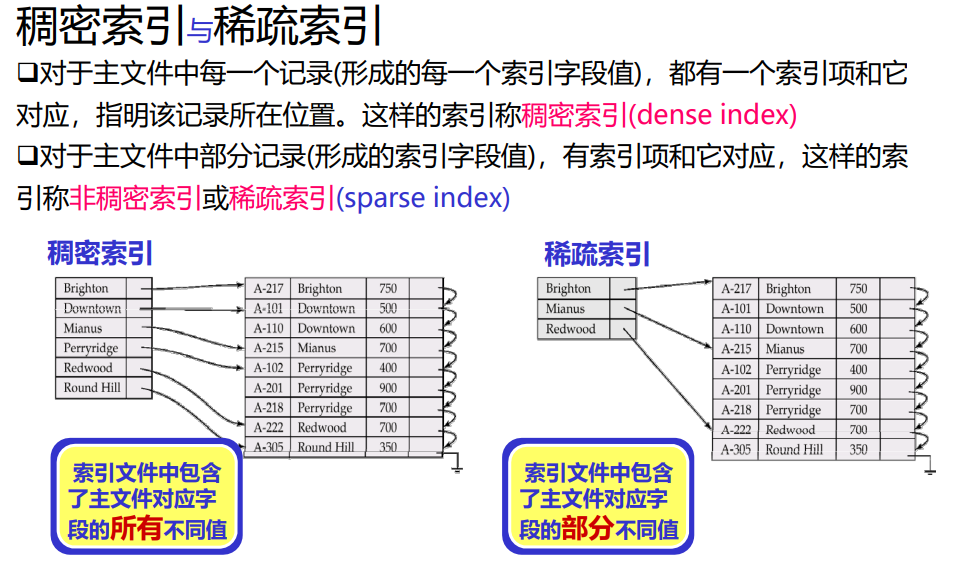 稠密索引与稀疏索引
❑对于主文件中每一个记录(形成的每一个索引字段值)，都有一个索引项和它
对应，指明该记录所在位置。这样的索引称稠密索引(dense index)
❑对于主文件中部分记录(形成的索引字段值)，有索引项和它对应，这样的索
引称非稠密索引或稀疏索引(sparse index)
稠密索引
Brighton
Downtown
Mianus
Perryridge
Redwood
Round Hill
A-217 Brighton 750
A-101 Downtown 500
A-110 Downtown 600
A-215 Mianus 700
A-102 Perryridge 400
A-201 Perryridge 900
A-218 Perryridge 700
A-222 Redwood 700
A-305 Round Hill 350
索引文件中包含
了主文件对应字
段的所有不同值
稀疏索引
Brighton
Mianus
Redwood
A-217 Brighton 750
A-101 Downtown 500
A-110 Downtown 600
A-215 Mianus 700
A-102 Perryridge 400
A-201 Perryridge 900
A-218 Perryridge 700
A-222 Redwood 700
A-305 Round Hill 350
索引文件中包含
了主文件对应字
段的部分不同值